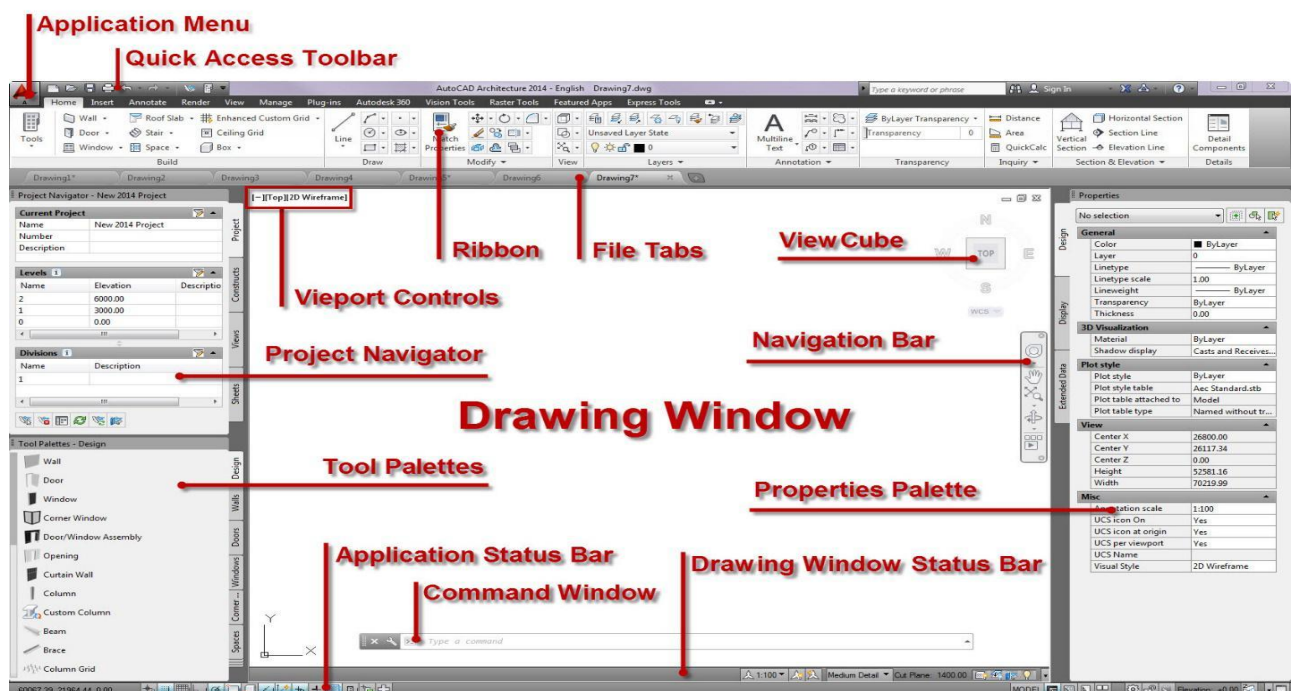 Application Menu
Quick Access Toolbar
AutoCAD Architecture 2014 - English Drawing7.dwg
Type a keyword or phrase
Sign In
Home Insert Annotate Render View Manage Plug-ins Autodesk 360 Vision Tools Raster Tools Featured Apps Express Tools
Tools
Wall
Door
Window
Roof Slab
Stair
Space
Enhanced Custom Grid
Ceiling Grid
Box
Line
Match
Properties
Unsaved Layer State
0
Multiline
Text
ByLayer Transparency
Transparency 0
Distance
Area
QuickCalc
Vertical
Section
Horizontal Section
Section Line
Elevation Line
Detail
Components
Build Draw Modify View Layers Annotation Transparency Inquiry Section & Elevation Details
Drawing1* Drawing2 Drawing3 Drawing4 Drawing6 Drawing7*
Project Navigator - New 2014 Project
Current Project
Name New 2014 Project
Number
Description
Levels
Name Elevation Descriptio
2 6000.00
1 3000.00
0 0.00
Divisions
Name Description
1
Project
Constructs
Views
Sheets
[−][Top][2D Wireframe]
Ribbon
File Tabs
View Cube
Vieport Controls
Project Navigator
Navigation Bar
N
W TOP E
S
WCS
Drawing Window
Tool Palettes - Design
Wall
Door
Window
Corner Window
Door/Window Assembly
Opening
Curtain Wall
Column
Custom Column
Beam
Brace
Column Grid
Design
Walls
Doors
Windows
Corner ...
Spaces
Tool Palettes
Properties Palette
Application Status Bar
Command Window
Drawing Window Status Bar
Y
X
Type a command
1:100 Medium Detail Cut Plane: 1400.00
Properties
No selection
Design
Display
Extended Data
General
Color ByLayer
Layer 0
Linetype ByLayer
Linetype scale 1.00
Lineweight ByLayer
Transparency ByLayer
Thickness 0.00
3D Visualization
Material ByLayer
Shadow display Casts and Receives...
Plot style
Plot style ByLayer
Plot style table Aec Standard.stb
Plot table attached to Model
Plot table type Named without tr...
View
Center X 26800.00
Center Y 26117.34
Center Z 0.00
Height 52581.16
Width 70219.99
Misc
Annotation scale 1:100
UCS icon On Yes
UCS icon at origin Yes
UCS per viewport Yes
UCS Name
Visual Style 2D Wireframe
MODEL
Elevation: +0.00